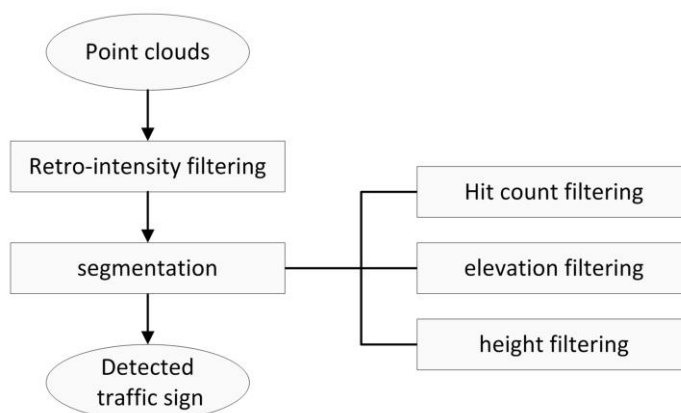 Point clouds
Retro-intensity filtering
Hit count filtering
segmentation
elevation filtering
height filtering
Detected
traffic sign